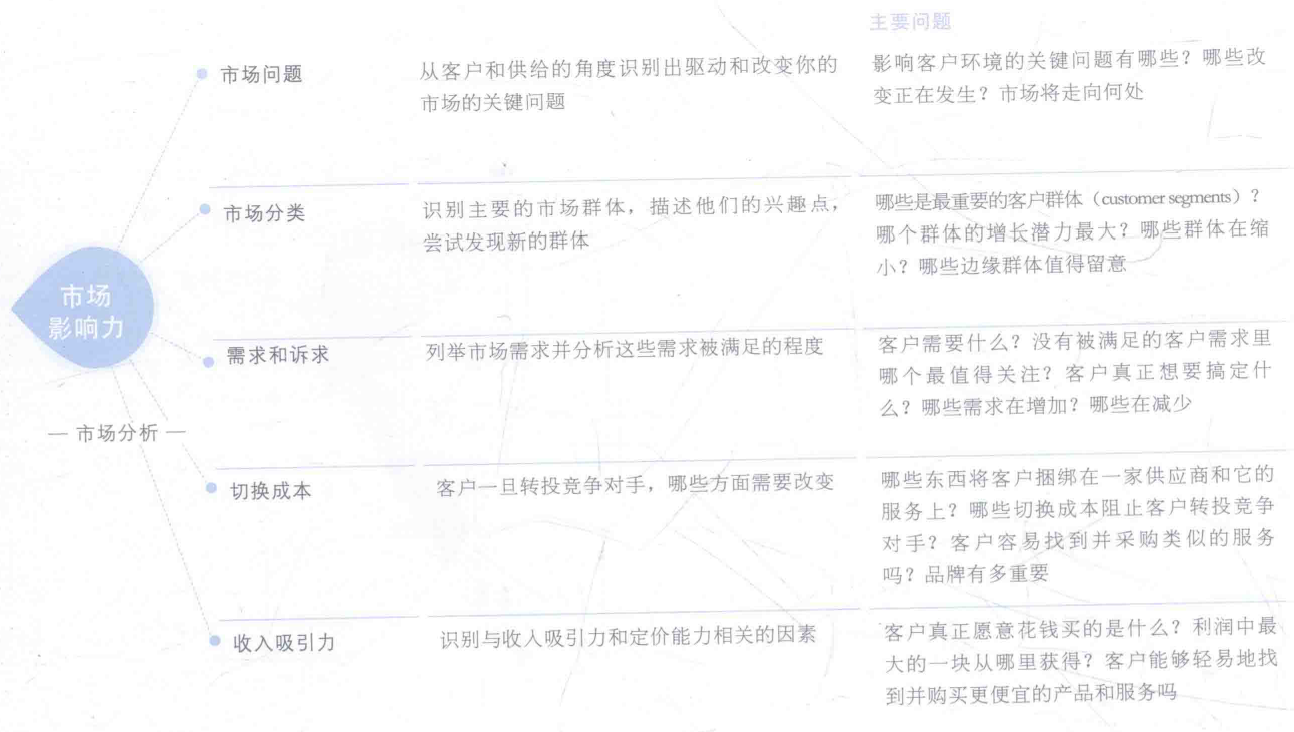 主要问题
市场问题
从客户和供给的角度识别出驱动和改变你的
市场的关键问题
影响客户环境的关键问题有哪些？哪些改
变正在发生？市场将走向何处
市场分类
识别主要的市场群体，描述他们的兴趣点，
尝试发现新的群体
哪些是最重要的客户群体（customer segments）？
哪个群体的增长潜力最大？哪些群体在缩
小？哪些边缘群体值得留意
市场
影响力
需求和诉求
列举市场需求并分析这些需求被满足的程度
客户需要什么？没有被满足的客户需求里
哪个最值得关注？客户真正想要搞定什
么？哪些需求在增加？哪些在减少
— 市场分析 —
切换成本
客户一旦转投竞争对手，哪些方面需要改变
哪些东西将客户捆绑在一家供应商和它的
服务上？哪些切换成本阻止客户转投竞争
对手？客户容易找到并采购类似的服务
吗？品牌有多重要
收入吸引力
识别与收入吸引力和定价能力相关的因素
客户真正愿意花钱买的是什么？利润中最
大的一块从哪里获得？客户能够轻易地找
到并购买更便宜的产品和服务吗